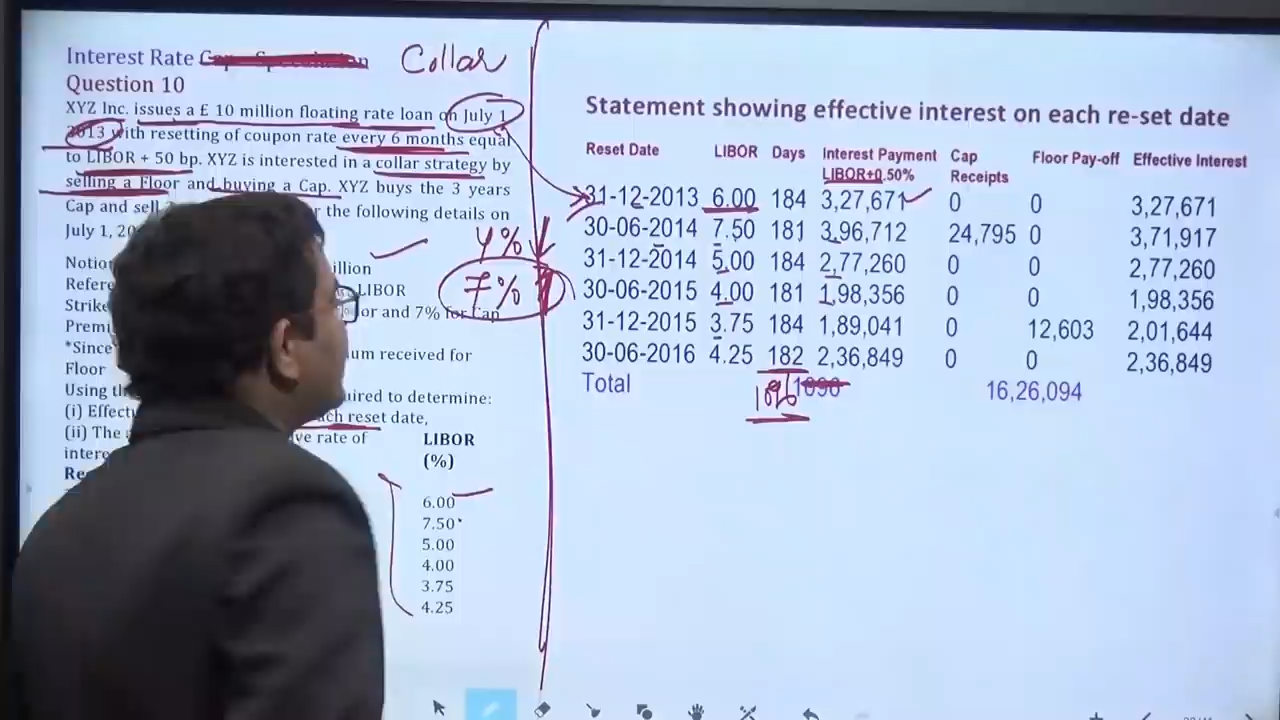 Interest Rate Collar
Question 10
XYZ Inc. issues a £ 10 million floating rate loan on July 1
2013 with resetting of coupon rate every 6 months equal
to LIBOR + 50 bp. XYZ is interested in a collar strategy by
selling a Floor and buying a Cap. XYZ buys the 3 years
Cap and sell the following details on
July 1, 20
4%
7%
Notion llion
Refere LIBOR
Strike or and 7% for Cap
Premi
*Since um received for
Floor
Using th uired to determine:
(i) Effect ach reset date,
(ii) The a ve rate of
intere
Re
LIBOR
(%)
6.00
7.50
5.00
4.00
3.75
4.25
Statement showing effective interest on each re-set date
Reset Date LIBOR Days Interest Payment LIBOR+0.50% Cap Receipts Floor Pay-off Effective Interest
31-12-2013 6.00 184 3,27,671 0 0 3,27,671
30-06-2014 7.50 181 3,96,712 24,795 0 3,71,917
31-12-2014 5.00 184 2,77,260 0 0 2,77,260
30-06-2015 4.00 181 1,98,356 0 0 1,98,356
31-12-2015 3.75 184 1,89,041 0 12,603 2,01,644
30-06-2016 4.25 182 2,36,849 0 0 2,36,849
Total 1096 1098 16,26,094